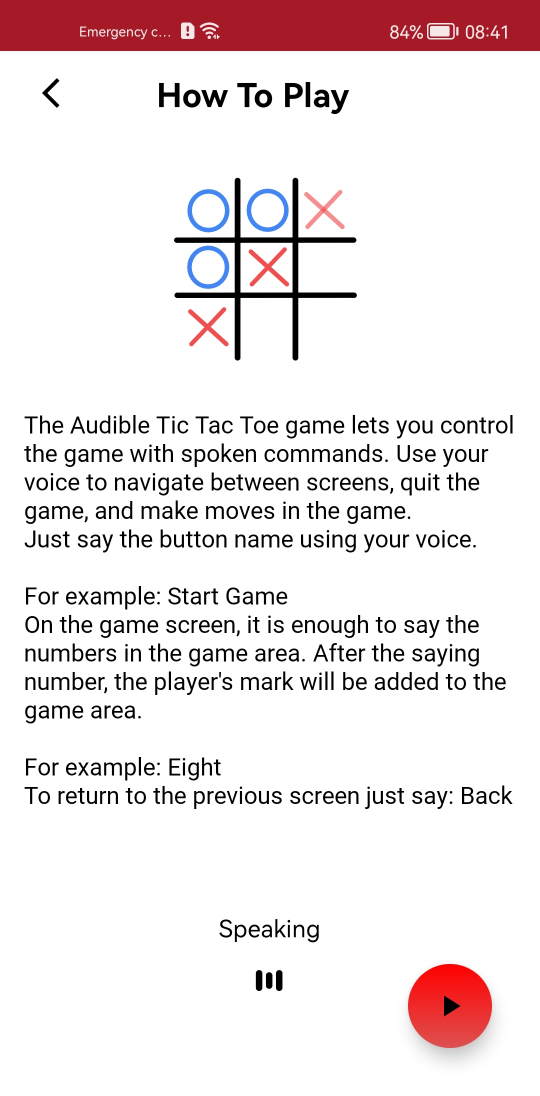 Emergency c... 84% 08:41
How To Play
The Audible Tic Tac Toe game lets you control
the game with spoken commands. Use your
voice to navigate between screens, quit the
game, and make moves in the game.
Just say the button name using your voice.
For example: Start Game
On the game screen, it is enough to say the
numbers in the game area. After the saying
number, the player's mark will be added to the
game area.
For example: Eight
To return to the previous screen just say: Back
Speaking